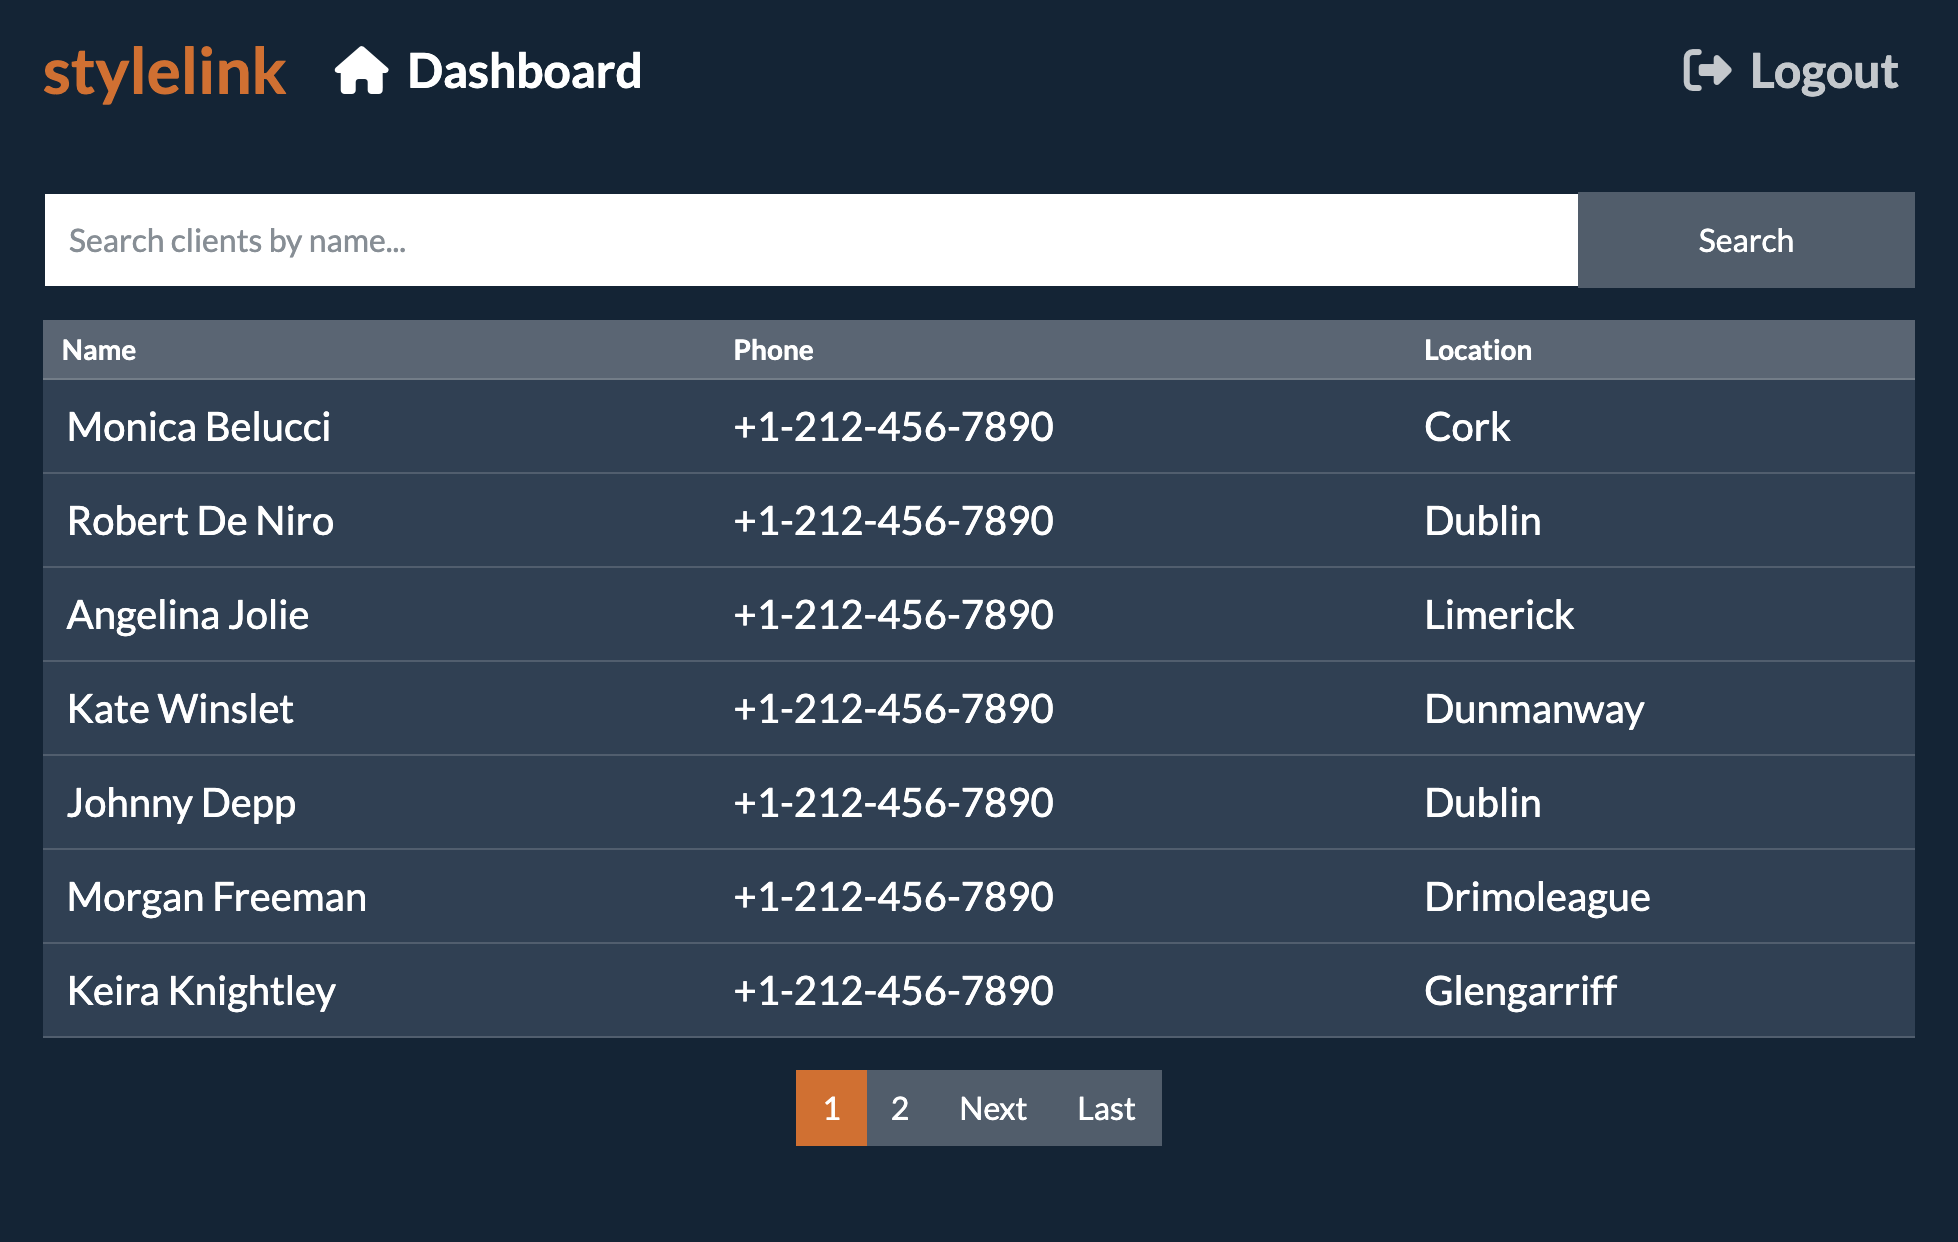 stylelink Dashboard Logout
Search clients by name... Search
Name Phone Location
Monica Belucci +1-212-456-7890 Cork
Robert De Niro +1-212-456-7890 Dublin
Angelina Jolie +1-212-456-7890 Limerick
Kate Winslet +1-212-456-7890 Dunmanway
Johnny Depp +1-212-456-7890 Dublin
Morgan Freeman +1-212-456-7890 Drimoleague
Keira Knightley +1-212-456-7890 Glengarriff
1 2 Next Last